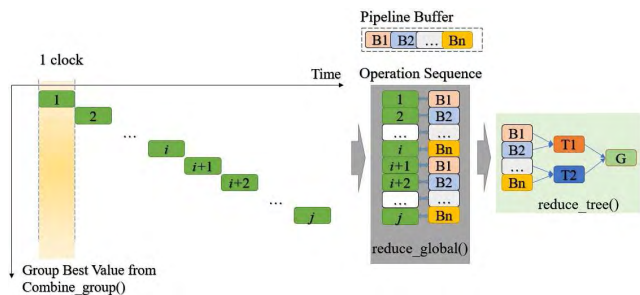 Pipeline Buffer
B1 B2 ... Bn
1 clock
Time
Operation Sequence
1
2
...
i
i+1
i+2
...
j
1 B1
2 B2
... ...
i Bn
i+1 B1
i+2 B2
... ...
j Bn
reduce_global()
B1
B2
...
Bn
T1
T2
G
reduce_tree()
Group Best Value from
Combine_group()